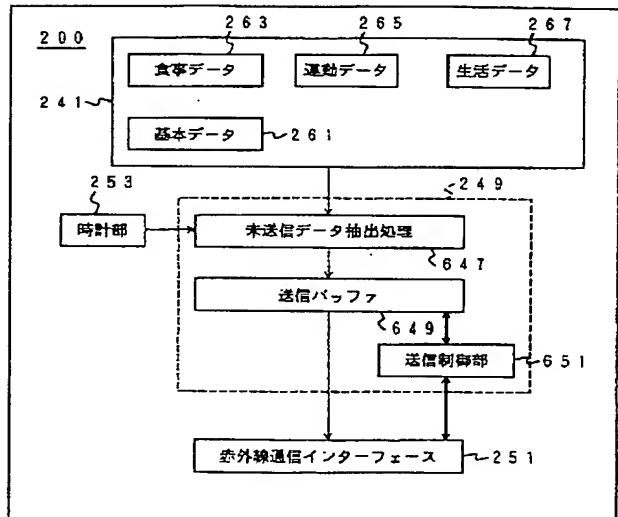 263
265
267
200
食事データ
運動データ
生活データ
241
基本データ
261
253
249
時計部
未送信データ抽出処理
647
送信バッファ
649
送信制御部
651
赤外線通信インターフェース
251